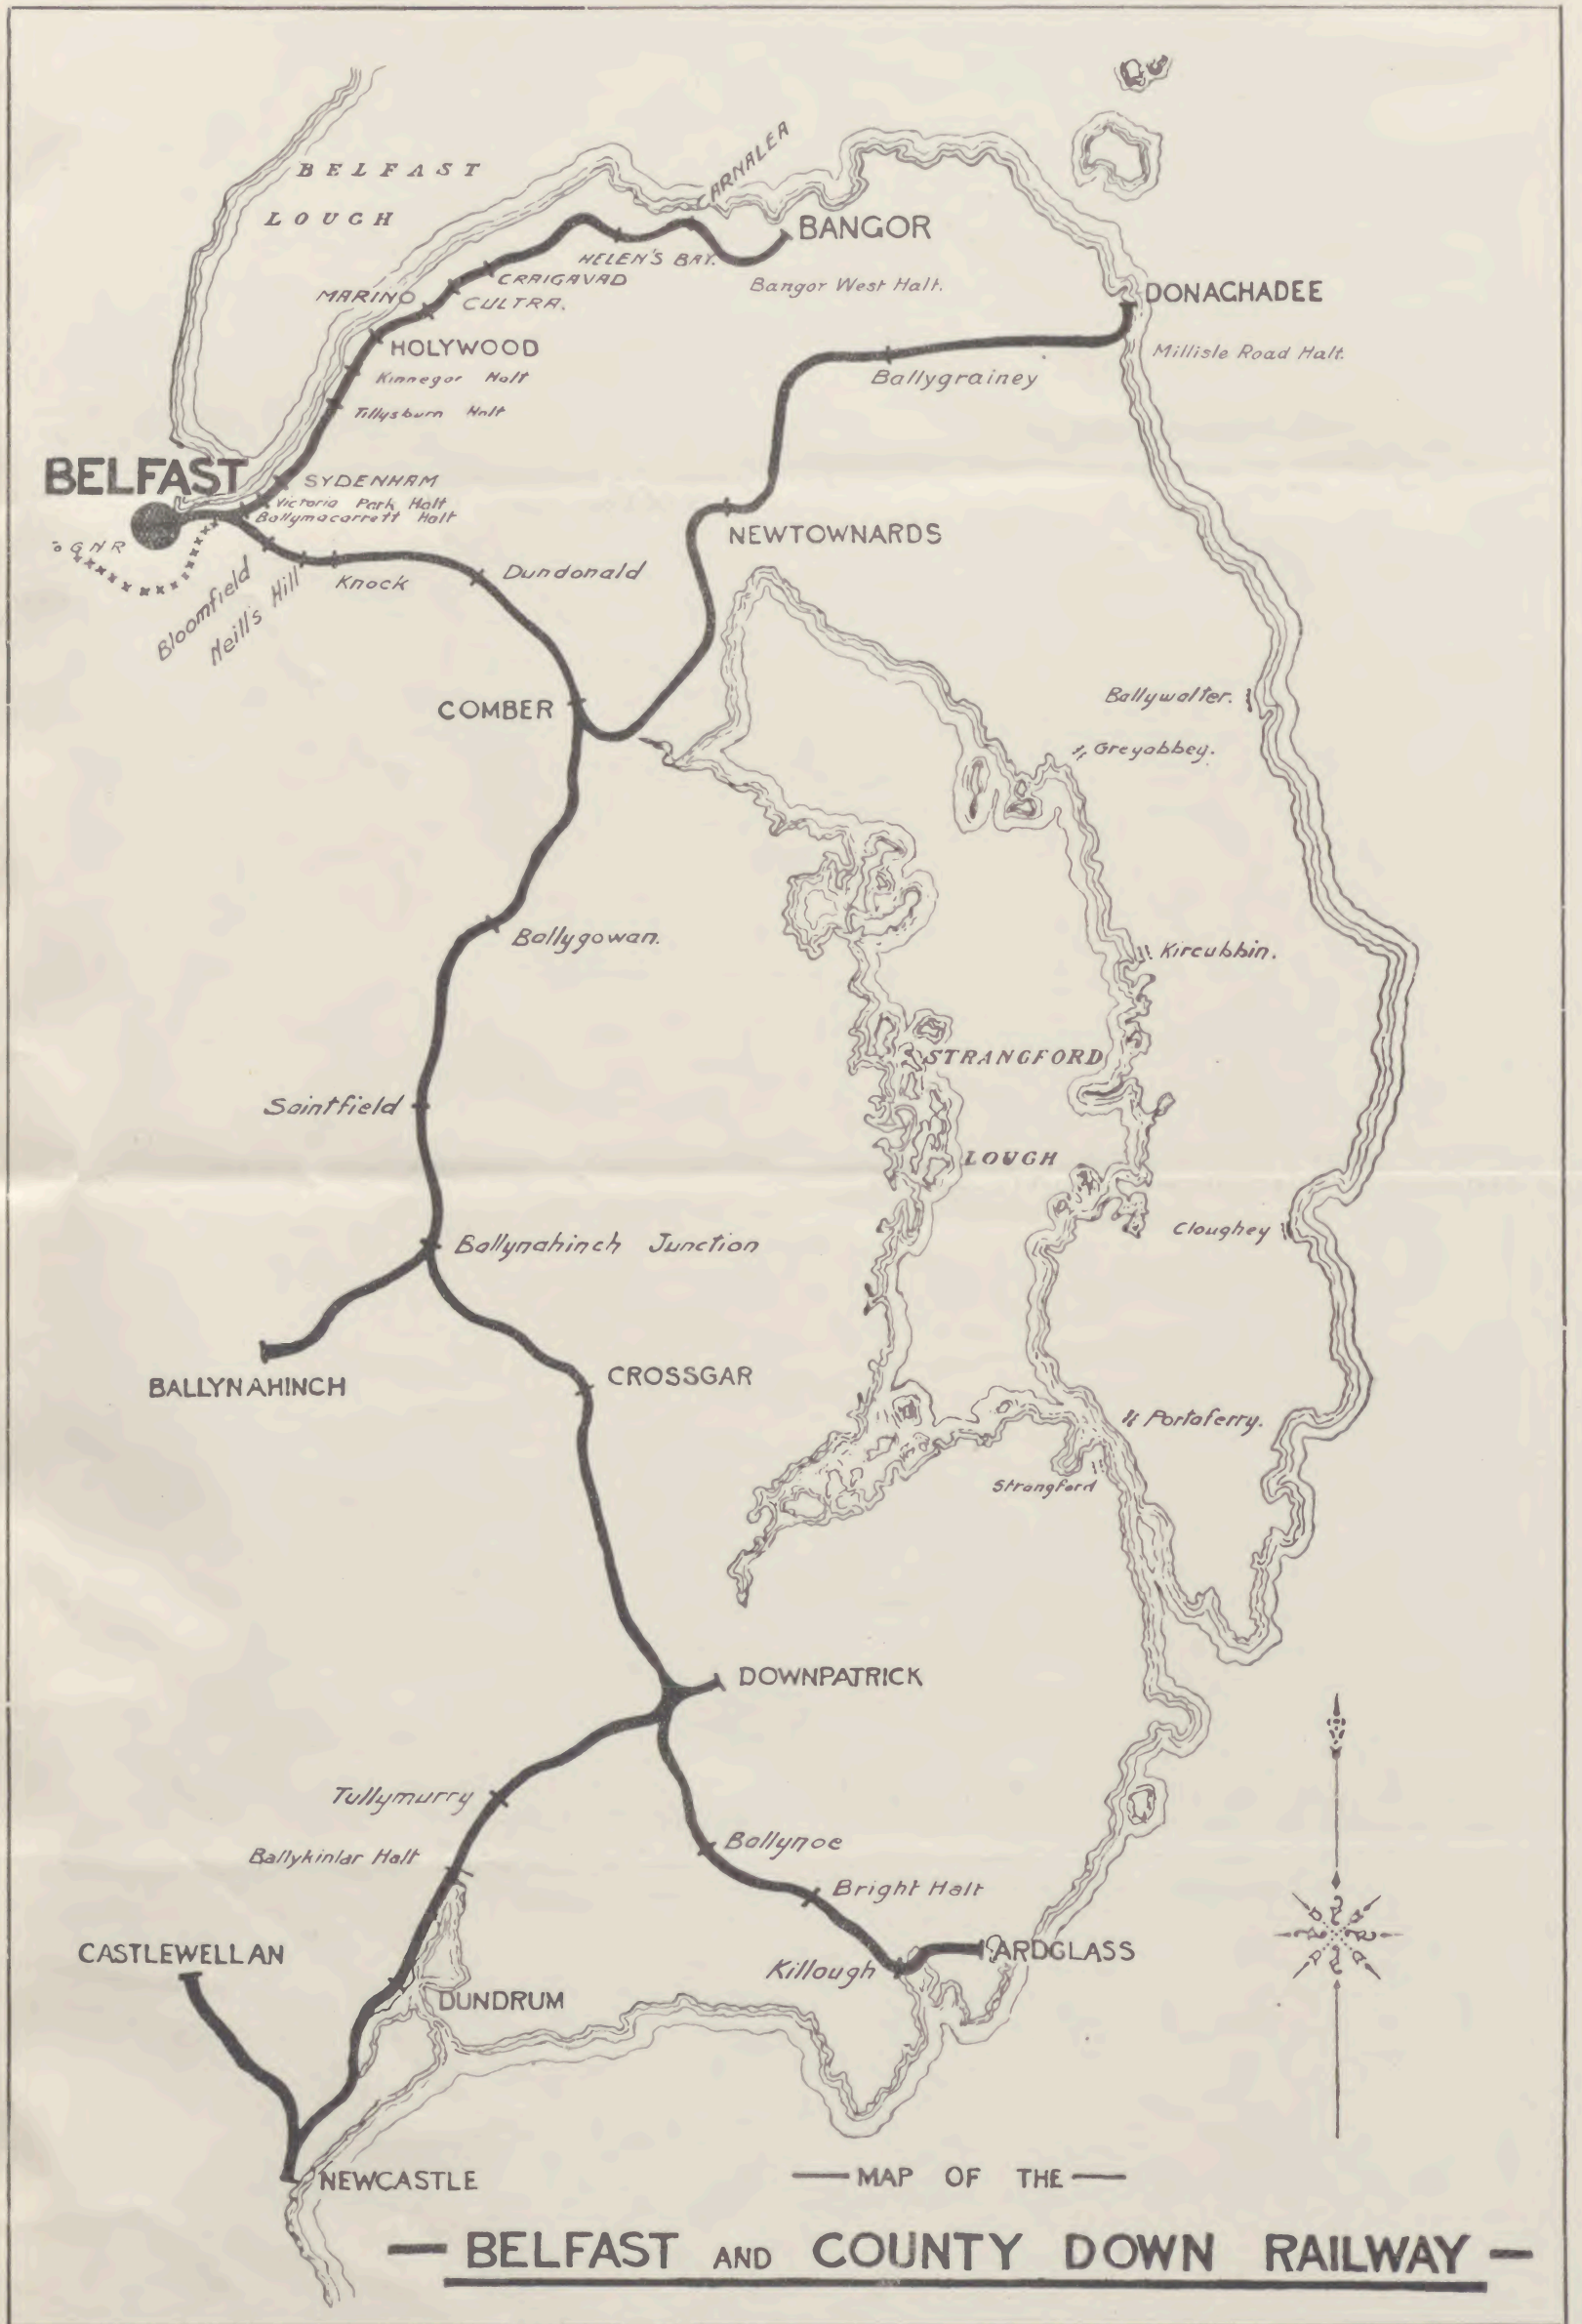 BELFAST
LOUGH
CARNALEA
BANGOR
HELEN'S BAY.
CRAIGAVAD
Bangor West Halt.
MARINO
CULTRA.
DONAGHADEE
HOLYWOOD
Millisle Road Halt.
Kinnegar Halt
Ballygrainey
Tillysburn Halt
BELFAST
SYDENHAM
Victoria Park Halt
Ballymacarrett Halt
NEWTOWNARDS
To G N R
Bloomfield
Neill's Hill
Knock
Dundonald
COMBER
Ballywalter.
Greyabbey.
Ballygowan.
Kircubbin.
STRANGFORD
Saintfield
LOUGH
Cloughey
Ballynahinch Junction
CROSSGAR
BALLYNAHINCH
Portaferry.
Strangford
DOWNPATRICK
Tullymurry
Ballynoe
Ballykinlar Halt
Bright Halt
CASTLEWELLAN
ARDGLASS
Killough
DUNDRUM
NEWCASTLE
— MAP OF THE —
— BELFAST AND COUNTY DOWN RAILWAY —